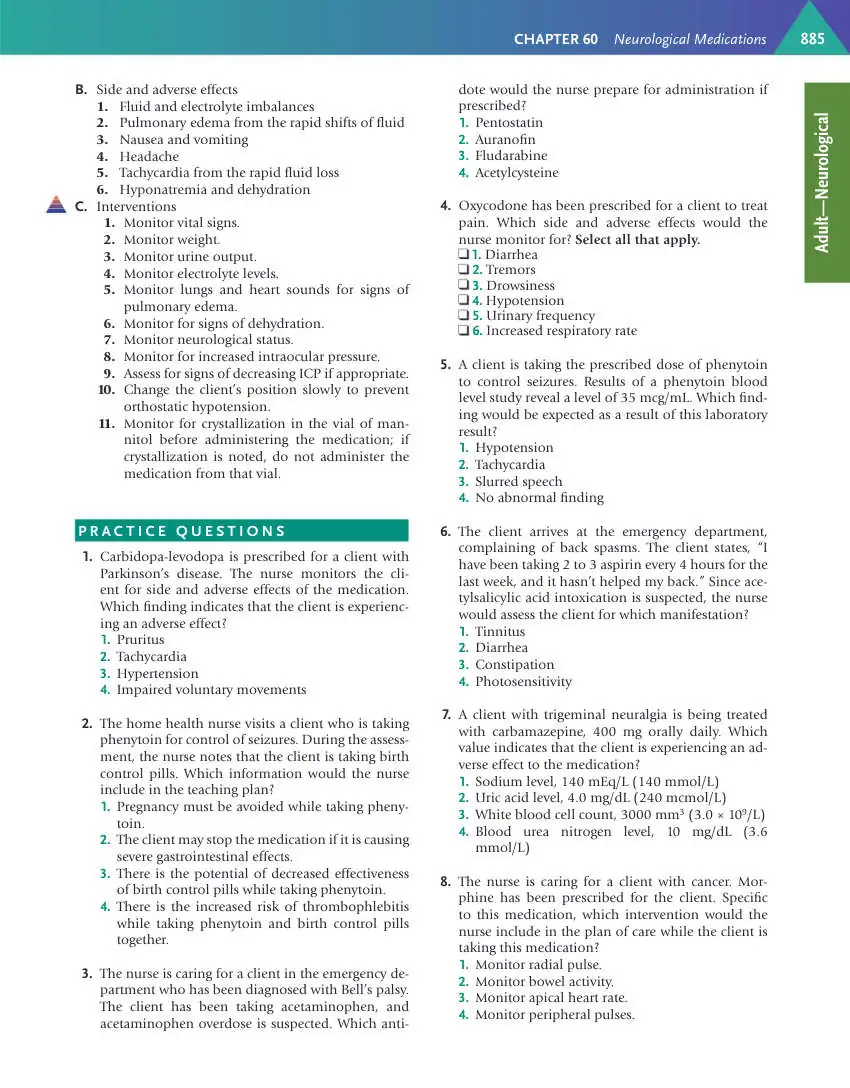 CHAPTER 60 Neurological Medications 885
B. Side and adverse effects
1. Fluid and electrolyte imbalances
2. Pulmonary edema from the rapid shifts of fluid
3. Nausea and vomiting
4. Headache
5. Tachycardia from the rapid fluid loss
6. Hyponatremia and dehydration
C. Interventions
1. Monitor vital signs.
2. Monitor weight.
3. Monitor urine output.
4. Monitor electrolyte levels.
5. Monitor lungs and heart sounds for signs of
pulmonary edema.
6. Monitor for signs of dehydration.
7. Monitor neurological status.
8. Monitor for increased intraocular pressure.
9. Assess for signs of decreasing ICP if appropriate.
10. Change the client's position slowly to prevent
orthostatic hypotension.
11. Monitor for crystallization in the vial of man-
nitol before administering the medication; if
crystallization is noted, do not administer the
medication from that vial.
PRACTICE QUESTIONS
1. Carbidopa-levodopa is prescribed for a client with
Parkinson's disease. The nurse monitors the cli-
ent for side and adverse effects of the medication.
Which finding indicates that the client is experienc-
ing an adverse effect?
1. Pruritus
2. Tachycardia
3. Hypertension
4. Impaired voluntary movements
2. The home health nurse visits a client who is taking
phenytoin for control of seizures. During the assess-
ment, the nurse notes that the client is taking birth
control pills. Which information would the nurse
include in the teaching plan?
1. Pregnancy must be avoided while taking pheny-
toin.
2. The client may stop the medication if it is causing
severe gastrointestinal effects.
3. There is the potential of decreased effectiveness
of birth control pills while taking phenytoin.
4. There is the increased risk of thrombophlebitis
while taking phenytoin and birth control pills
together.
3. The nurse is caring for a client in the emergency de-
partment who has been diagnosed with Bell's palsy.
The client has been taking acetaminophen, and
acetaminophen overdose is suspected. Which anti-
dote would the nurse prepare for administration if
prescribed?
1. Pentostatin
2. Auranofin
3. Fludarabine
4. Acetylcysteine
4. Oxycodone has been prescribed for a client to treat
pain. Which side and adverse effects would the
nurse monitor for? Select all that apply.
❑ 1. Diarrhea
❑ 2. Tremors
❑ 3. Drowsiness
❑ 4. Hypotension
❑ 5. Urinary frequency
❑ 6. Increased respiratory rate
5. A client is taking the prescribed dose of phenytoin
to control seizures. Results of a phenytoin blood
level study reveal a level of 35 mcg/mL. Which find-
ing would be expected as a result of this laboratory
result?
1. Hypotension
2. Tachycardia
3. Slurred speech
4. No abnormal finding
6. The client arrives at the emergency department,
complaining of back spasms. The client states, "I
have been taking 2 to 3 aspirin every 4 hours for the
last week, and it hasn't helped my back." Since ace-
tylsalicylic acid intoxication is suspected, the nurse
would assess the client for which manifestation?
1. Tinnitus
2. Diarrhea
3. Constipation
4. Photosensitivity
7. A client with trigeminal neuralgia is being treated
with carbamazepine, 400 mg orally daily. Which
value indicates that the client is experiencing an ad-
verse effect to the medication?
1. Sodium level, 140 mEq/L (140 mmol/L)
2. Uric acid level, 4.0 mg/dL (240 mcmol/L)
3. White blood cell count, 3000 mm³ (3.0 × 10⁹/L)
4. Blood urea nitrogen level, 10 mg/dL (3.6
mmol/L)
8. The nurse is caring for a client with cancer. Mor-
phine has been prescribed for the client. Specific
to this medication, which intervention would the
nurse include in the plan of care while the client is
taking this medication?
1. Monitor radial pulse.
2. Monitor bowel activity.
3. Monitor apical heart rate.
4. Monitor peripheral pulses.
Adult—Neurological